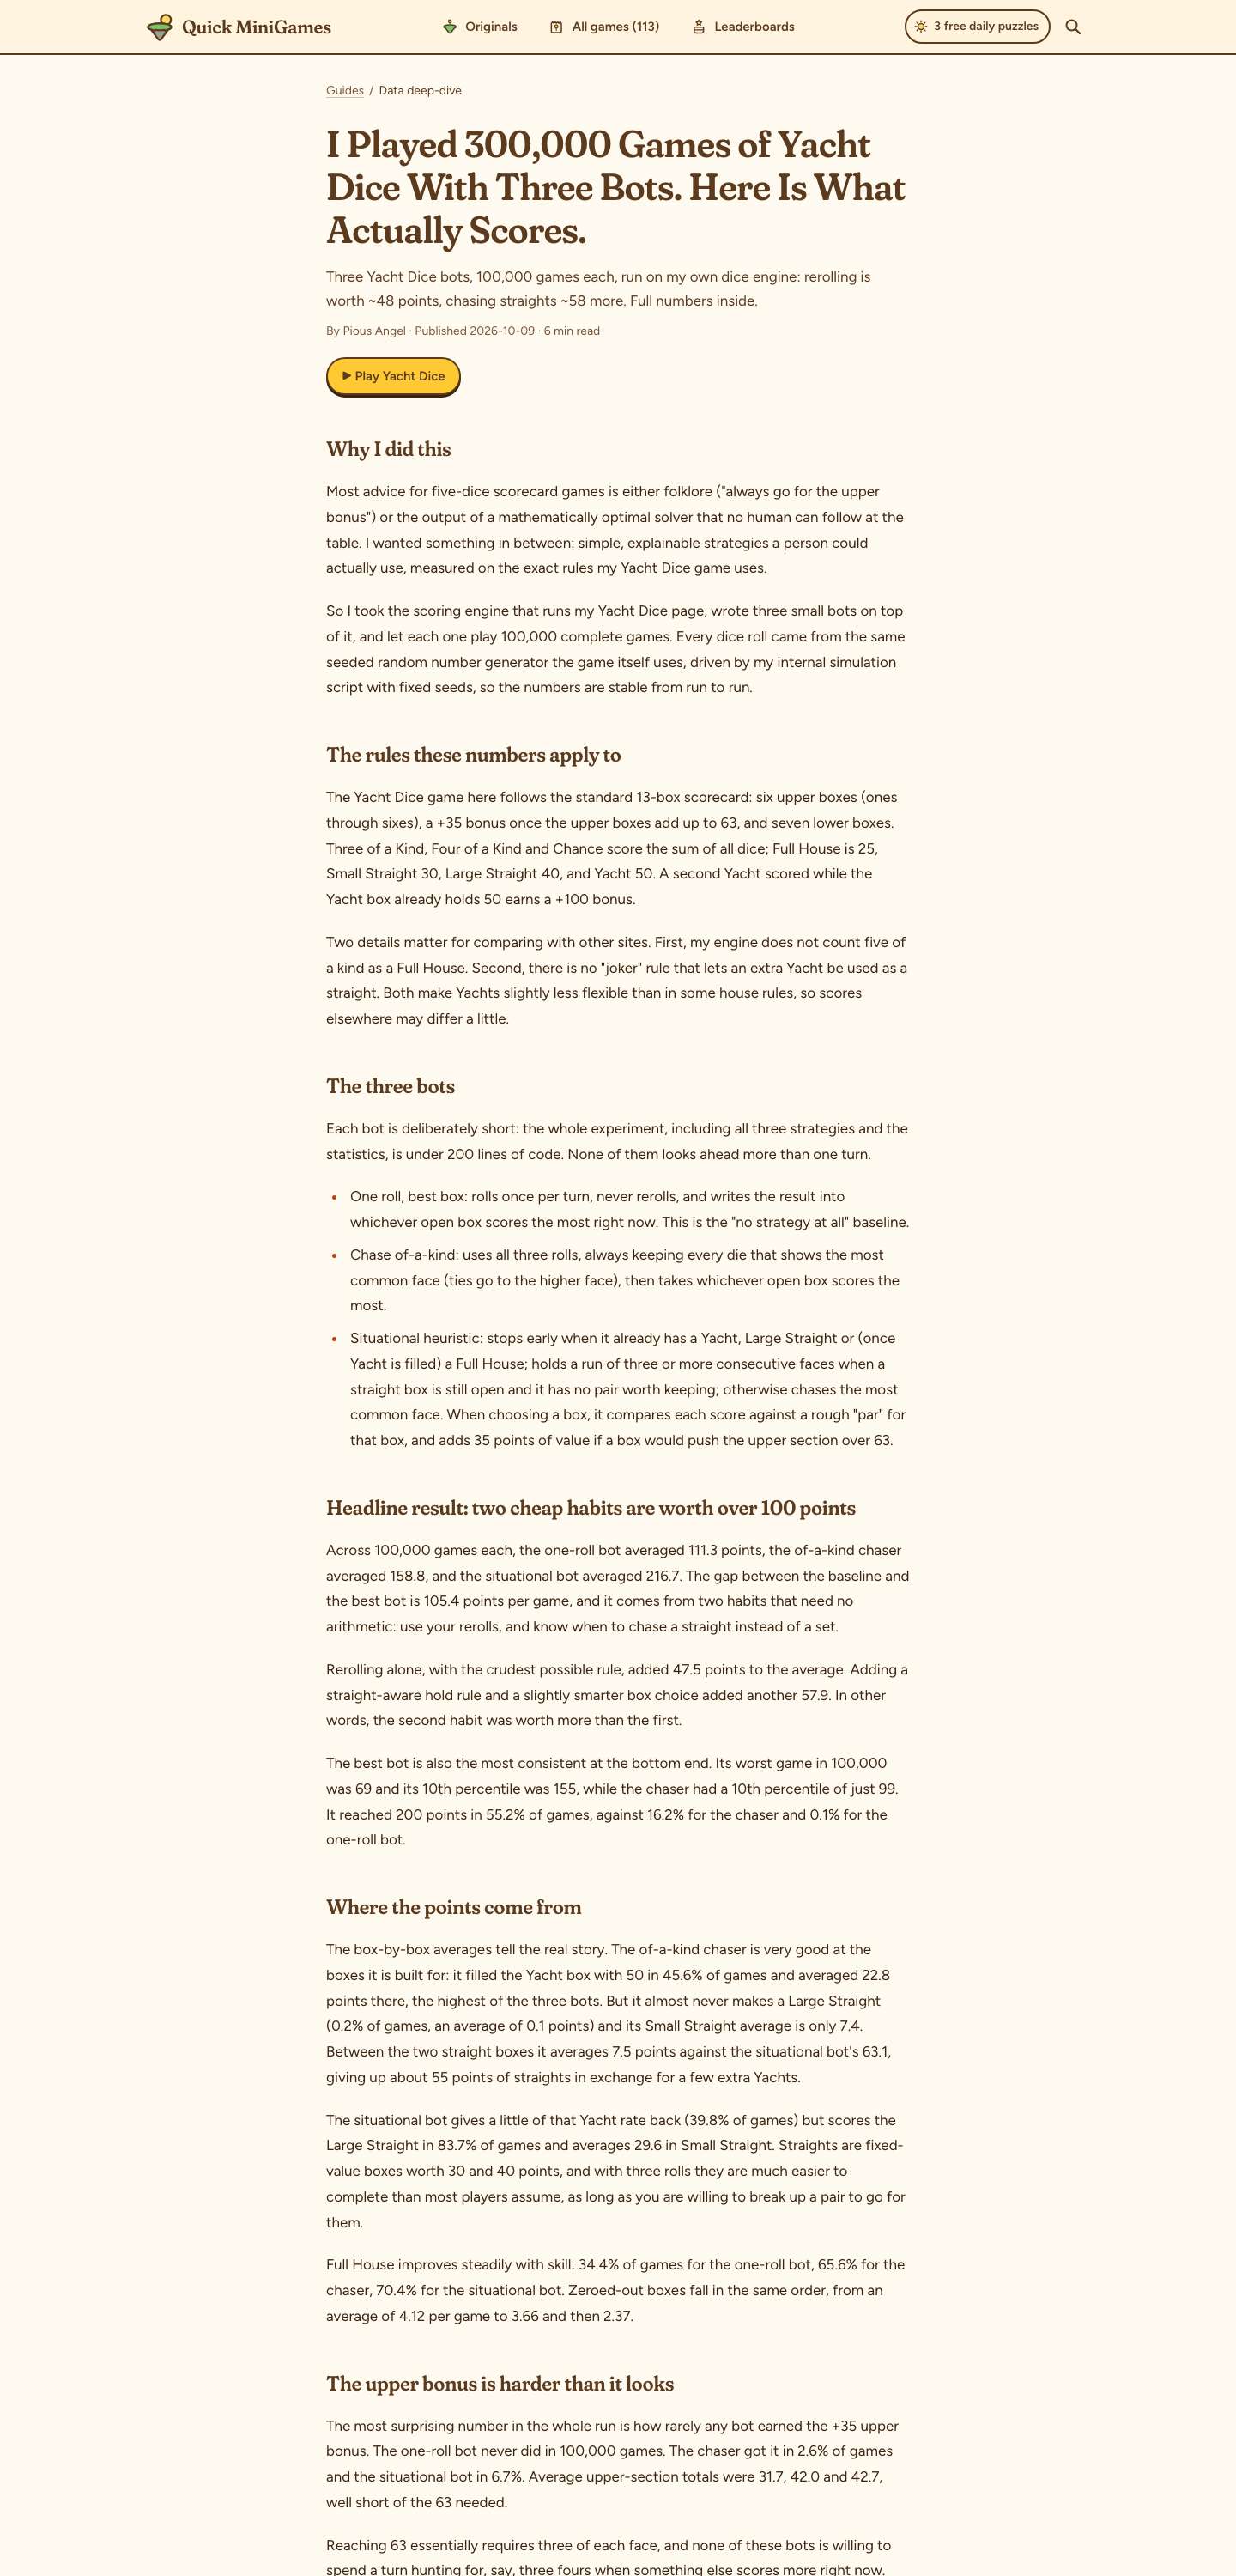 Quick MiniGames
Originals
All games (113)
Leaderboards
3 free daily puzzles
Guides / Data deep-dive
I Played 300,000 Games of Yacht
Dice With Three Bots. Here Is What
Actually Scores.
Three Yacht Dice bots, 100,000 games each, run on my own dice engine: rerolling is
worth ~48 points, chasing straights ~58 more. Full numbers inside.
By Pious Angel · Published 2026-10-09 · 6 min read
Play Yacht Dice
Why I did this
Most advice for five-dice scorecard games is either folklore ("always go for the upper
bonus") or the output of a mathematically optimal solver that no human can follow at the
table. I wanted something in between: simple, explainable strategies a person could
actually use, measured on the exact rules my Yacht Dice game uses.
So I took the scoring engine that runs my Yacht Dice page, wrote three small bots on top
of it, and let each one play 100,000 complete games. Every dice roll came from the same
seeded random number generator the game itself uses, driven by my internal simulation
script with fixed seeds, so the numbers are stable from run to run.
The rules these numbers apply to
The Yacht Dice game here follows the standard 13-box scorecard: six upper boxes (ones
through sixes), a +35 bonus once the upper boxes add up to 63, and seven lower boxes.
Three of a Kind, Four of a Kind and Chance score the sum of all dice; Full House is 25,
Small Straight 30, Large Straight 40, and Yacht 50. A second Yacht scored while the
Yacht box already holds 50 earns a +100 bonus.
Two details matter for comparing with other sites. First, my engine does not count five of
a kind as a Full House. Second, there is no "joker" rule that lets an extra Yacht be used as a
straight. Both make Yachts slightly less flexible than in some house rules, so scores
elsewhere may differ a little.
The three bots
Each bot is deliberately short: the whole experiment, including all three strategies and the
statistics, is under 200 lines of code. None of them looks ahead more than one turn.
• One roll, best box: rolls once per turn, never rerolls, and writes the result into
whichever open box scores the most right now. This is the "no strategy at all" baseline.
• Chase of-a-kind: uses all three rolls, always keeping every die that shows the most
common face (ties go to the higher face), then takes whichever open box scores the
most.
• Situational heuristic: stops early when it already has a Yacht, Large Straight or (once
Yacht is filled) a Full House; holds a run of three or more consecutive faces when a
straight box is still open and it has no pair worth keeping; otherwise chases the most
common face. When choosing a box, it compares each score against a rough "par" for
that box, and adds 35 points of value if a box would push the upper section over 63.
Headline result: two cheap habits are worth over 100 points
Across 100,000 games each, the one-roll bot averaged 111.3 points, the of-a-kind chaser
averaged 158.8, and the situational bot averaged 216.7. The gap between the baseline and
the best bot is 105.4 points per game, and it comes from two habits that need no
arithmetic: use your rerolls, and know when to chase a straight instead of a set.
Rerolling alone, with the crudest possible rule, added 47.5 points to the average. Adding a
straight-aware hold rule and a slightly smarter box choice added another 57.9. In other
words, the second habit was worth more than the first.
The best bot is also the most consistent at the bottom end. Its worst game in 100,000
was 69 and its 10th percentile was 155, while the chaser had a 10th percentile of just 99.
It reached 200 points in 55.2% of games, against 16.2% for the chaser and 0.1% for the
one-roll bot.
Where the points come from
The box-by-box averages tell the real story. The of-a-kind chaser is very good at the
boxes it is built for: it filled the Yacht box with 50 in 45.6% of games and averaged 22.8
points there, the highest of the three bots. But it almost never makes a Large Straight
(0.2% of games, an average of 0.1 points) and its Small Straight average is only 7.4.
Between the two straight boxes it averages 7.5 points against the situational bot's 63.1,
giving up about 55 points of straights in exchange for a few extra Yachts.
The situational bot gives a little of that Yacht rate back (39.8% of games) but scores the
Large Straight in 83.7% of games and averages 29.6 in Small Straight. Straights are fixed-
value boxes worth 30 and 40 points, and with three rolls they are much easier to
complete than most players assume, as long as you are willing to break up a pair to go for
them.
Full House improves steadily with skill: 34.4% of games for the one-roll bot, 65.6% for the
chaser, 70.4% for the situational bot. Zeroed-out boxes fall in the same order, from an
average of 4.12 per game to 3.66 and then 2.37.
The upper bonus is harder than it looks
The most surprising number in the whole run is how rarely any bot earned the +35 upper
bonus. The one-roll bot never did in 100,000 games. The chaser got it in 2.6% of games
and the situational bot in 6.7%. Average upper-section totals were 31.7, 42.0 and 42.7,
well short of the 63 needed.
Reaching 63 essentially requires three of each face, and none of these bots is willing to
spend a turn hunting for, say, three fours when something else scores more right now.